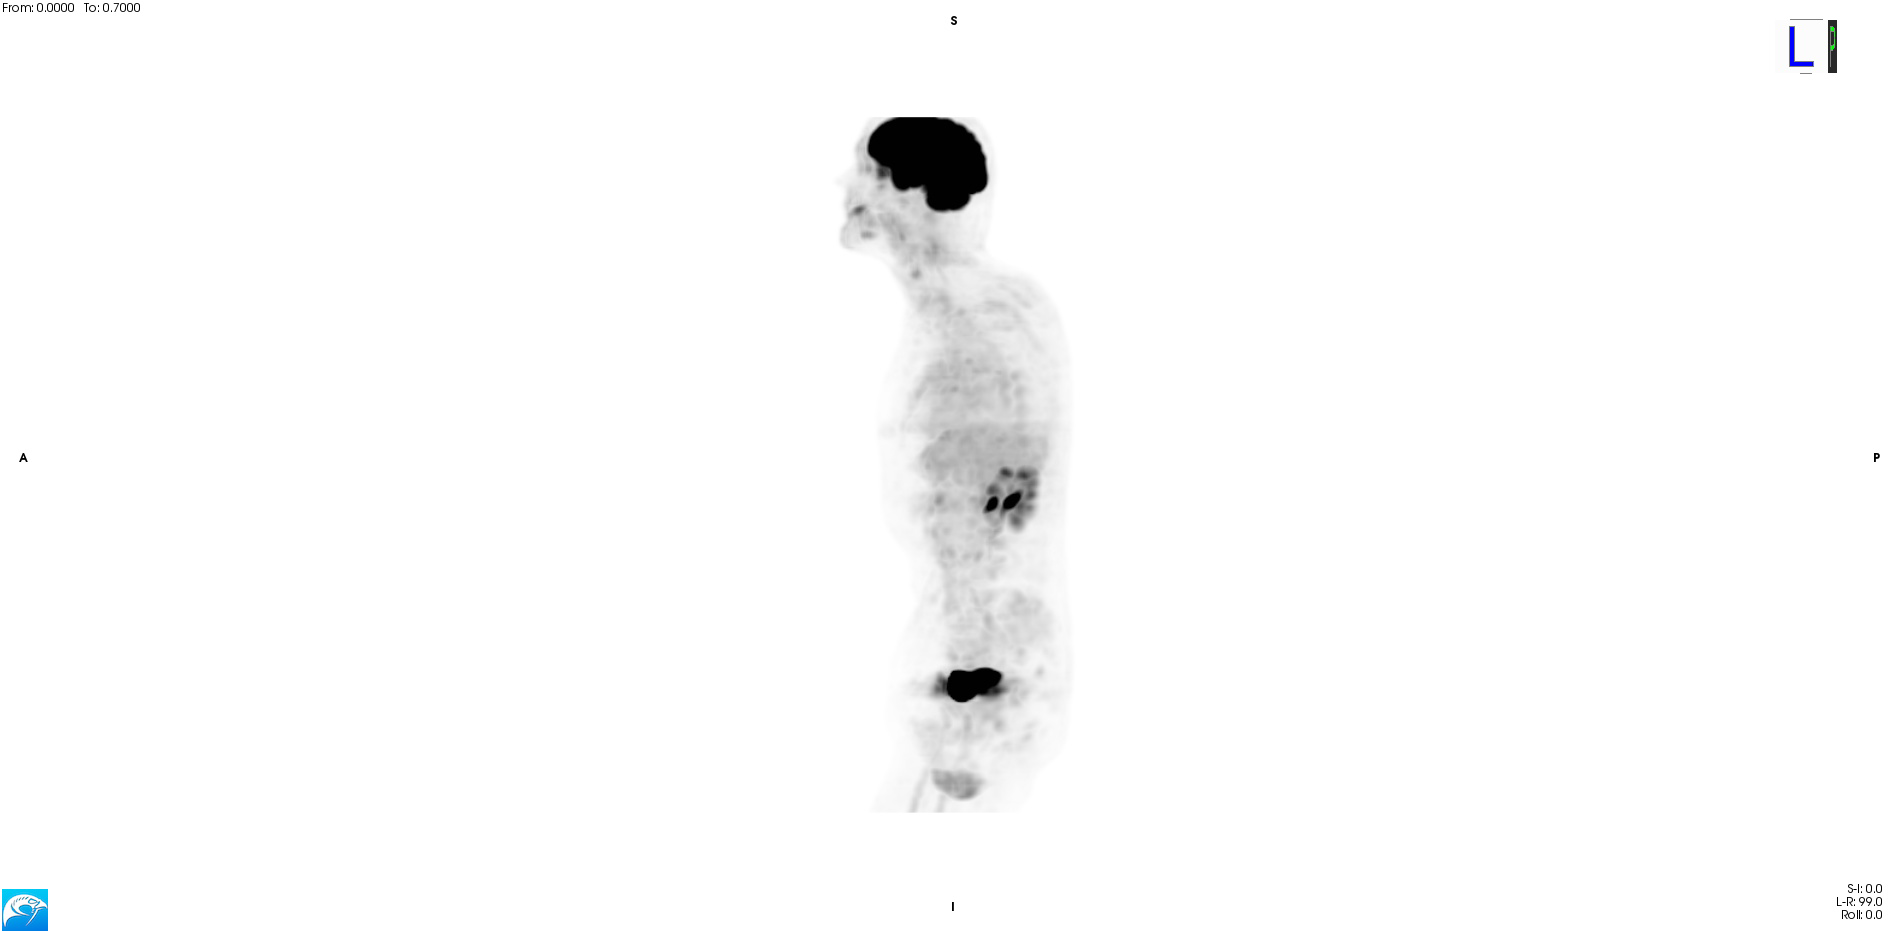 From: 0.0000 To: 0.7000
S
L P
A
P
I
S-I: 0.0
L-R: 99.0
Roll: 0.0